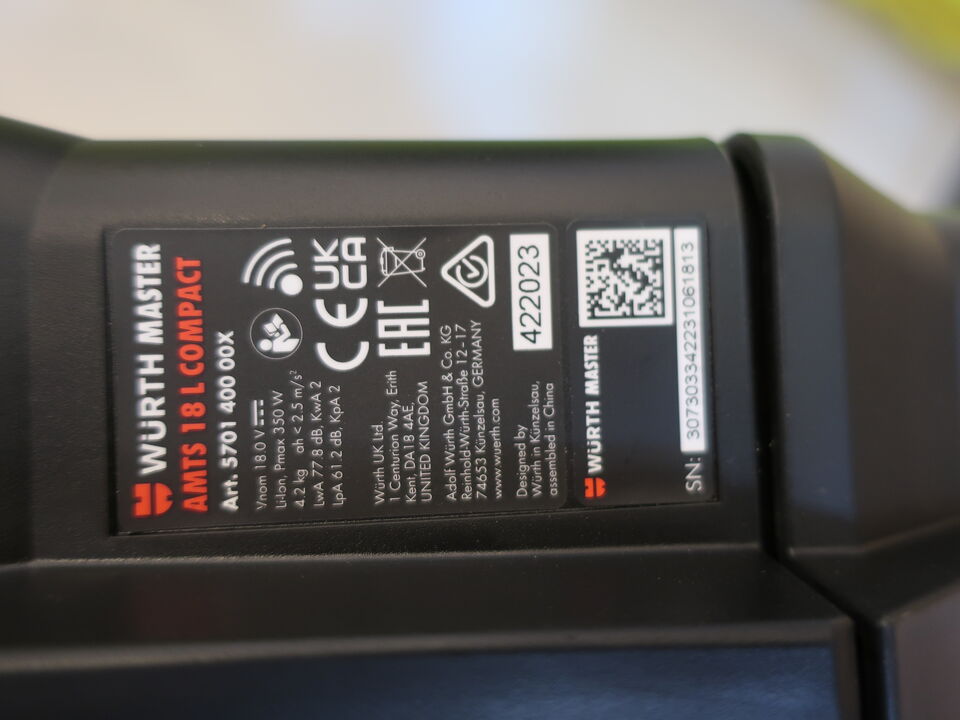 WÜRTH MASTER
AMTS 18 L COMPACT
Art. 5701 400 00X
Vnom 18.0 V
Li-Ion, Pmax 350 W
4.2 kg ah < 2.5 m/s²
LwA 77.8 dB, KwA 2
LpA 61.2 dB, KpA 2
CE UK CA
EAC
Würth UK Ltd.
1 Centurion Way, Erith
Kent, DA18 4AE,
UNITED KINGDOM
Adolf Würth GmbH & Co. KG
Reinhold-Würth-Straße 12-17
74653 Künzelsau, GERMANY
www.wuerth.com
Designed by
Würth in Künzelsau,
assembled in China
422023
WÜRTH MASTER
SN: 307303342231061813